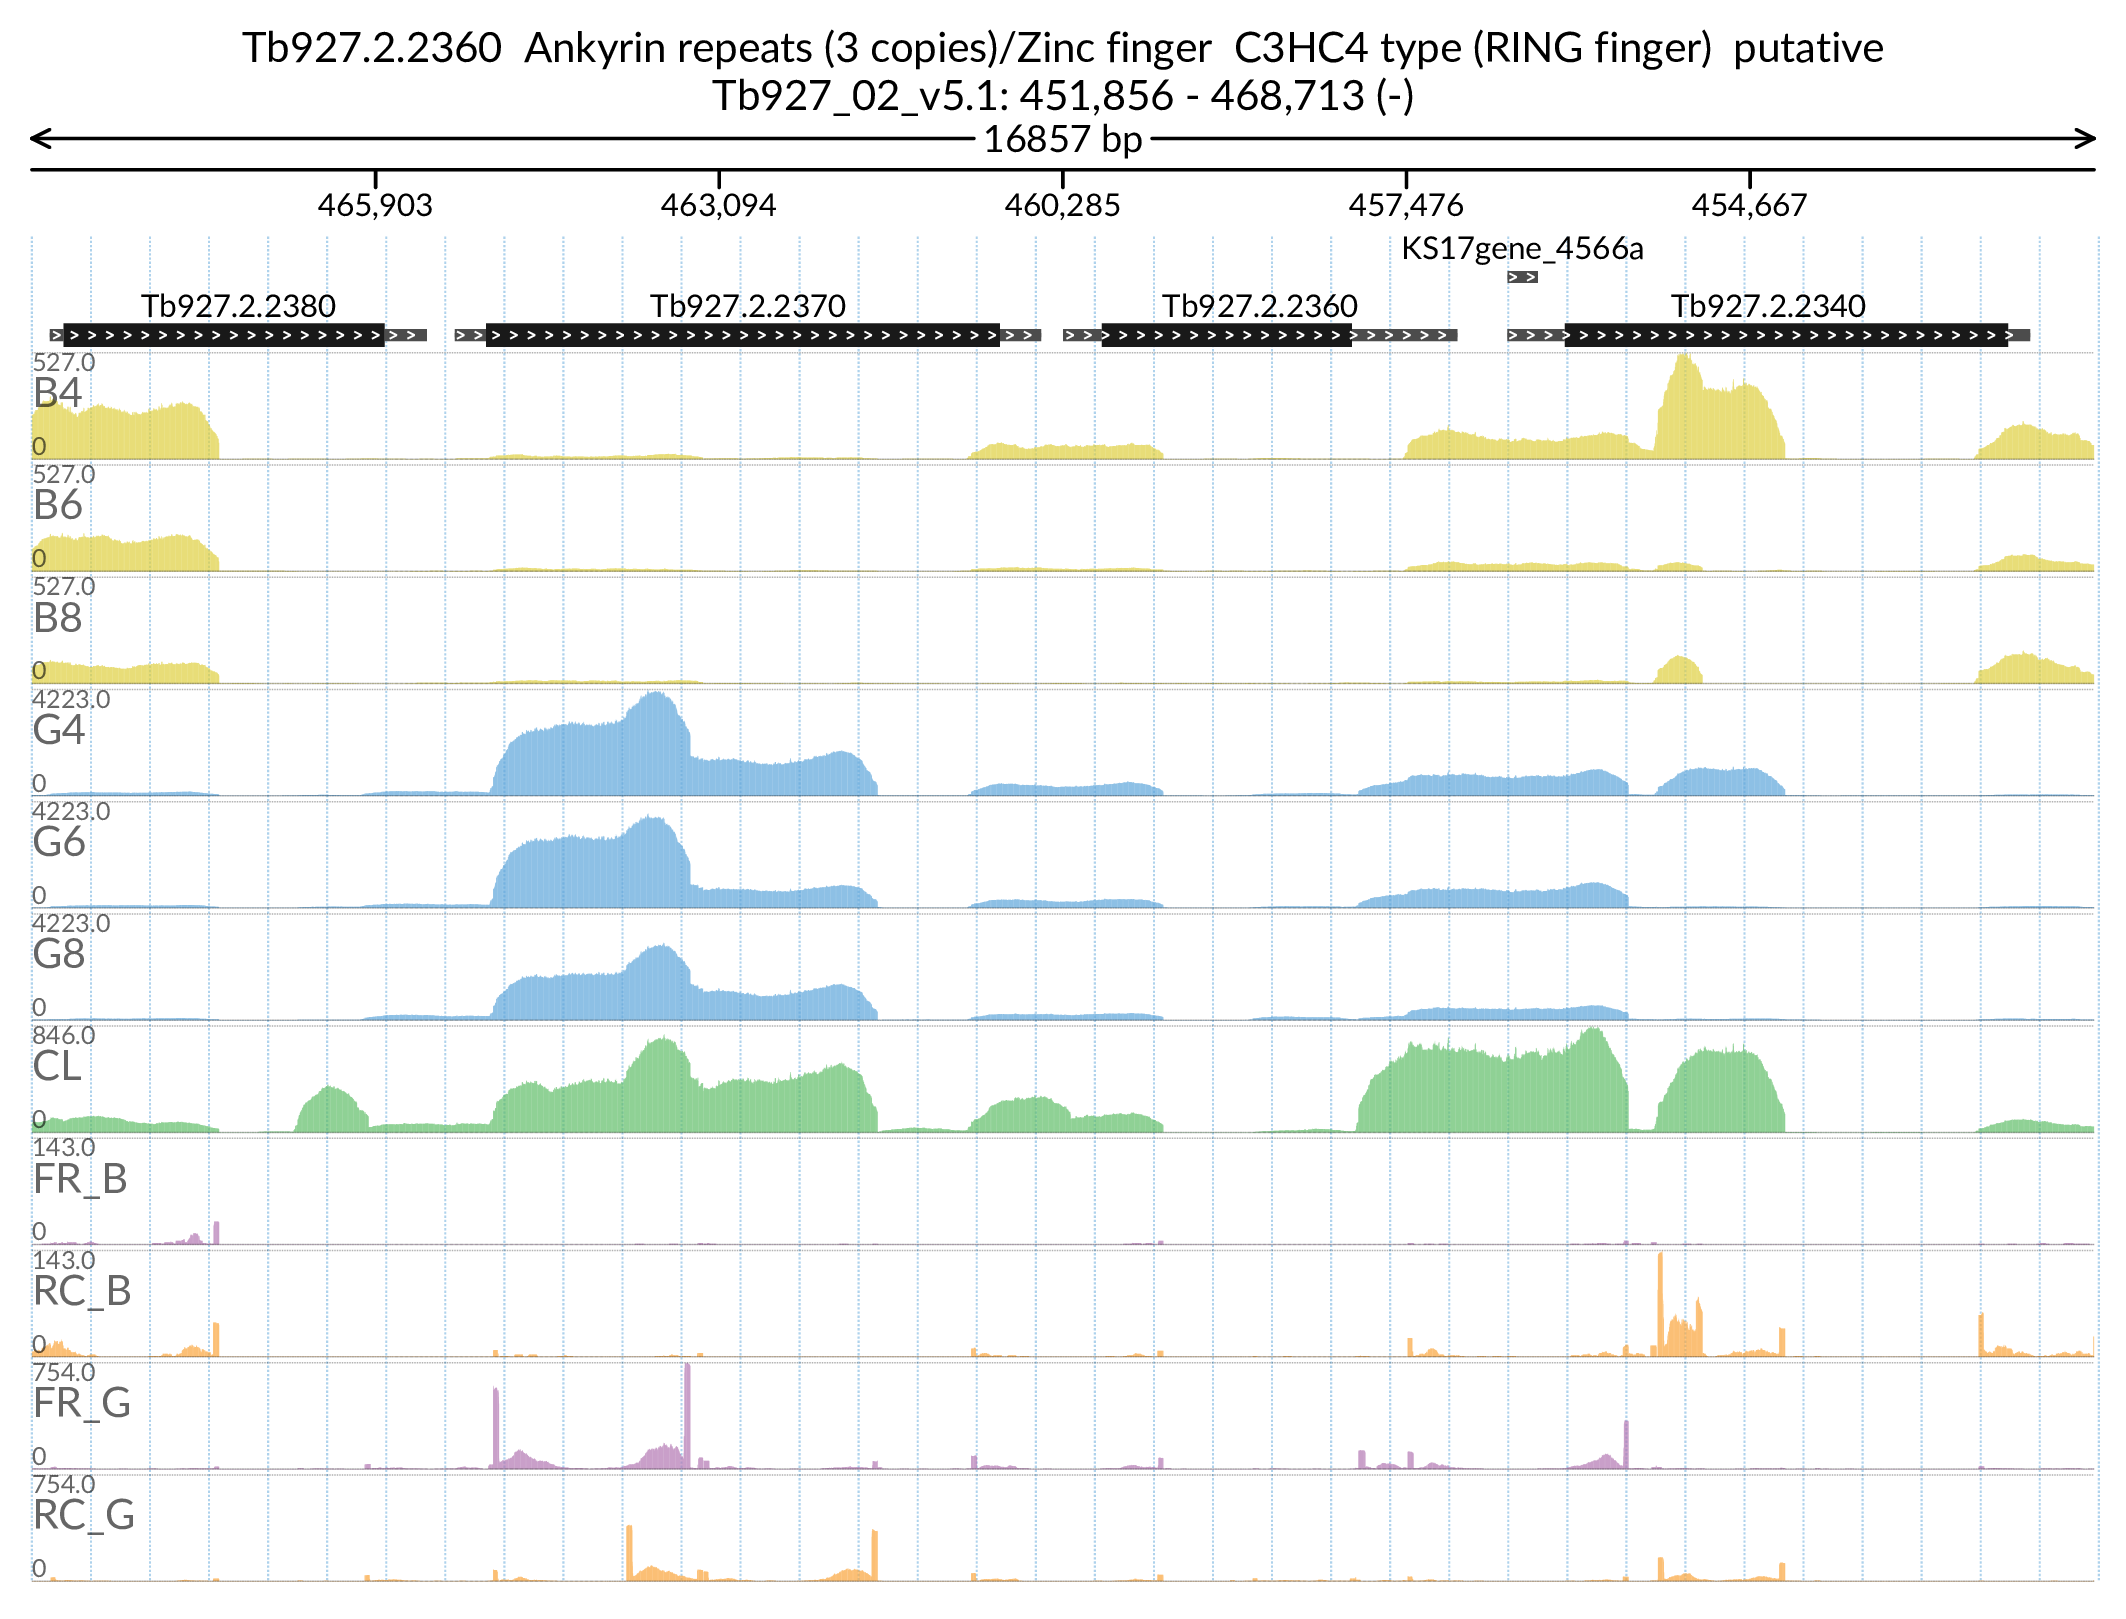 Tb927.2.2360  Ankyrin repeats (3 copies)/Zinc finger  C3HC4 type (RING finger)  putative
Tb927_02_v5.1: 451,856 - 468,713 (-)
16857 bp
465,903 463,094 460,285 457,476 454,667
KS17gene_4566a
Tb927.2.2380 Tb927.2.2370 Tb927.2.2360 Tb927.2.2340
527.0
B4
0
527.0
B6
0
527.0
B8
0
4223.0
G4
0
4223.0
G6
0
4223.0
G8
0
846.0
CL
0
143.0
FR_B
0
143.0
RC_B
0
754.0
FR_G
0
754.0
RC_G
0